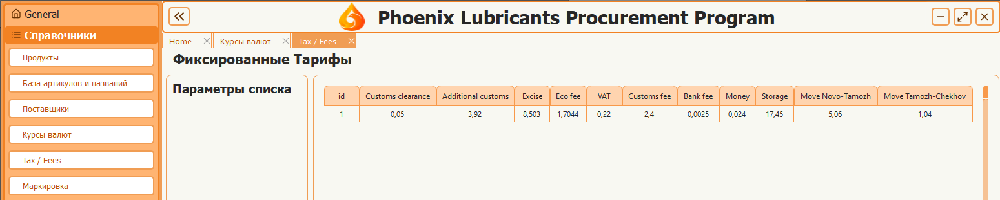 General
Справочники
Продукты
База артикулов и названий
Поставщики
Курсы валют
Tax / Fees
Маркировка
Phoenix Lubricants Procurement Program
Home Курсы валют Tax / Fees
Фиксированные Тарифы
Параметры списка
id Customs clearance Additional customs Excise Eco fee VAT Customs fee Bank fee Money Storage Move Novo-Tamozh Move Tamozh-Chekhov
1 0,05 3,92 8,503 1,7044 0,22 2,4 0,0025 0,024 17,45 5,06 1,04